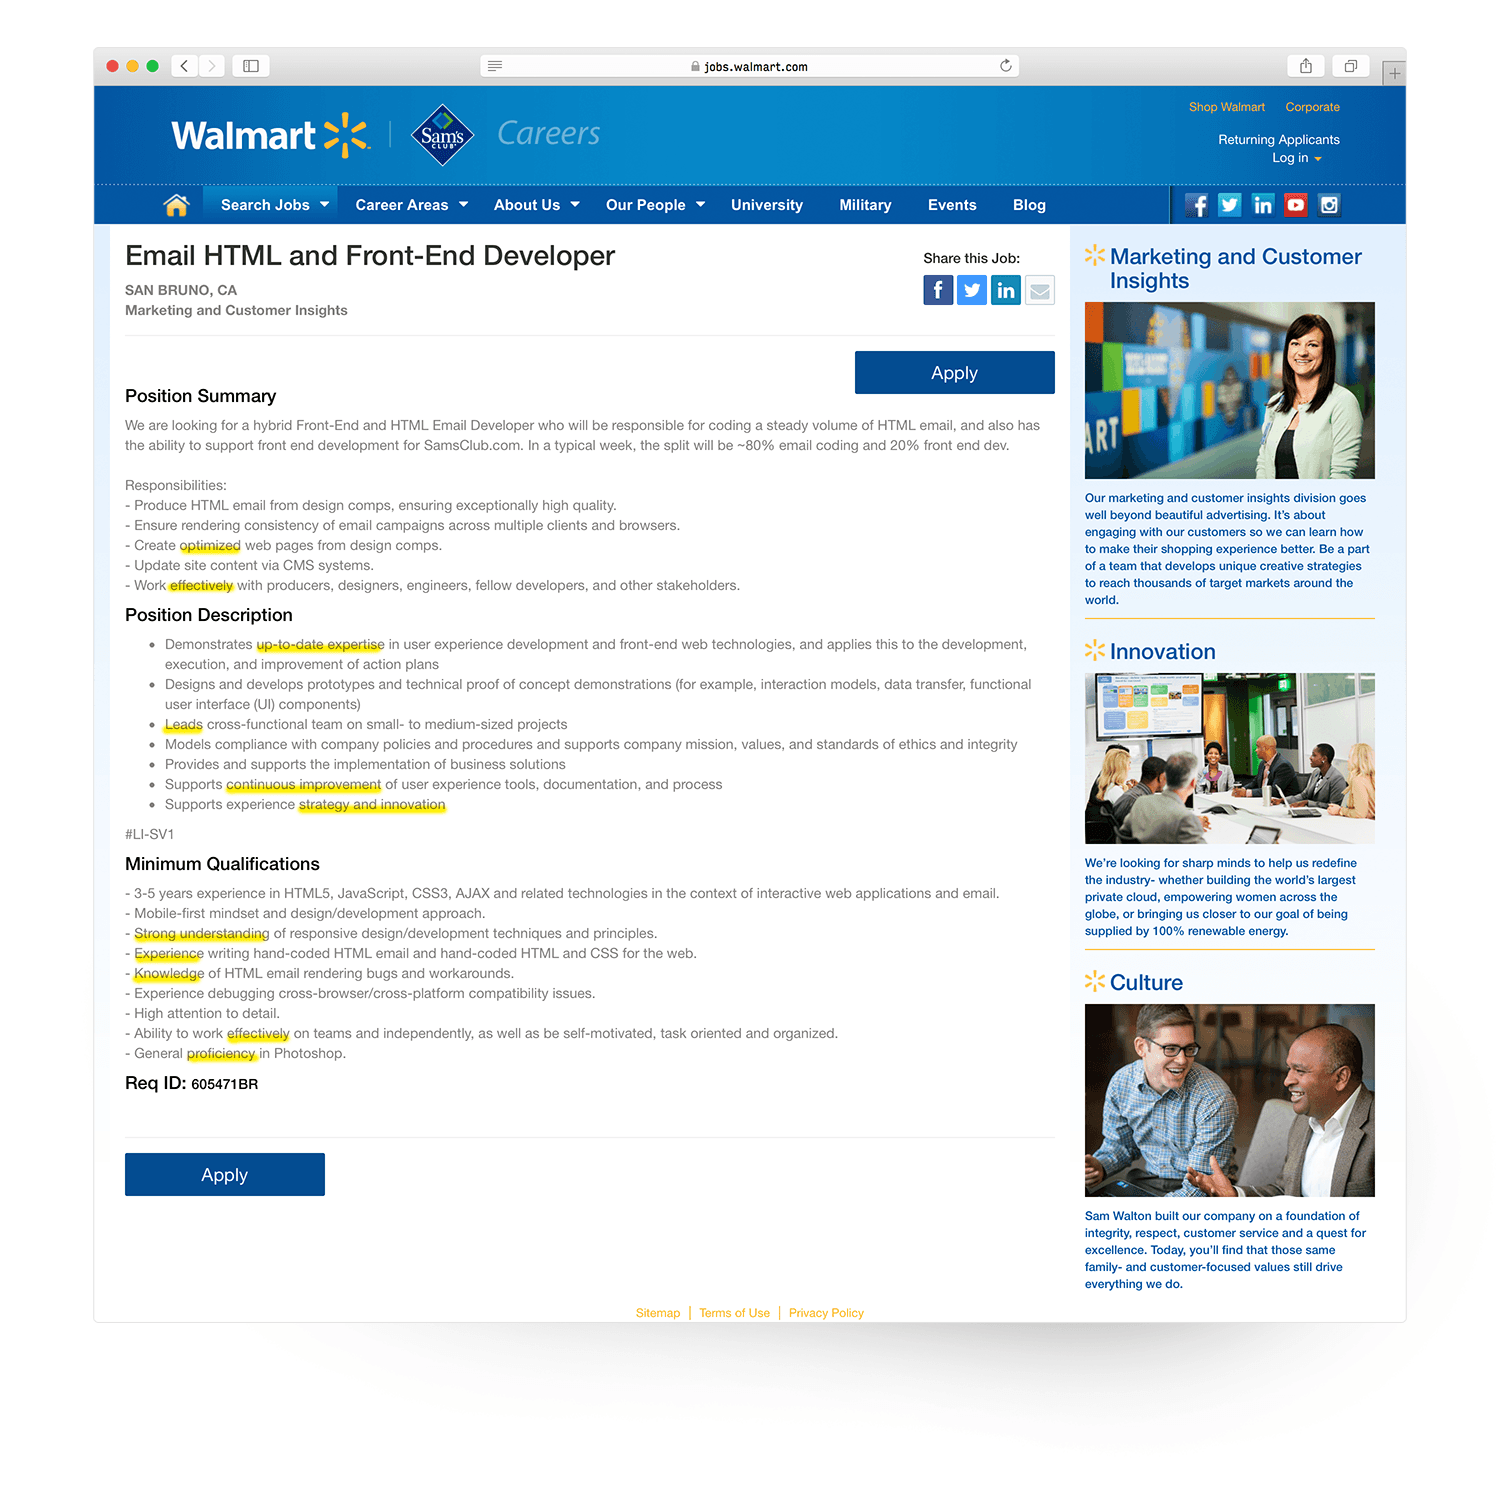 jobs.walmart.com
Shop Walmart Corporate
Walmart Sam's CLUB Careers
Returning Applicants
Log in
Search Jobs Career Areas About Us Our People University Military Events Blog
Email HTML and Front-End Developer
SAN BRUNO, CA
Marketing and Customer Insights
Share this Job:
Apply
Position Summary
We are looking for a hybrid Front-End and HTML Email Developer who will be responsible for coding a steady volume of HTML email, and also has
the ability to support front end development for SamsClub.com. In a typical week, the split will be ~80% email coding and 20% front end dev.
Responsibilities:
- Produce HTML email from design comps, ensuring exceptionally high quality.
- Ensure rendering consistency of email campaigns across multiple clients and browsers.
- Create optimized web pages from design comps.
- Update site content via CMS systems.
- Work effectively with producers, designers, engineers, fellow developers, and other stakeholders.
Position Description
• Demonstrates up-to-date expertise in user experience development and front-end web technologies, and applies this to the development,
execution, and improvement of action plans
• Designs and develops prototypes and technical proof of concept demonstrations (for example, interaction models, data transfer, functional
user interface (UI) components)
• Leads cross-functional team on small- to medium-sized projects
• Models compliance with company policies and procedures and supports company mission, values, and standards of ethics and integrity
• Provides and supports the implementation of business solutions
• Supports continuous improvement of user experience tools, documentation, and process
• Supports experience strategy and innovation
#LI-SV1
Minimum Qualifications
- 3-5 years experience in HTML5, JavaScript, CSS3, AJAX and related technologies in the context of interactive web applications and email.
- Mobile-first mindset and design/development approach.
- Strong understanding of responsive design/development techniques and principles.
- Experience writing hand-coded HTML email and hand-coded HTML and CSS for the web.
- Knowledge of HTML email rendering bugs and workarounds.
- Experience debugging cross-browser/cross-platform compatibility issues.
- High attention to detail.
- Ability to work effectively on teams and independently, as well as be self-motivated, task oriented and organized.
- General proficiency in Photoshop.
Req ID: 605471BR
Apply
Marketing and Customer
Insights
Our marketing and customer insights division goes
well beyond beautiful advertising. It's about
engaging with our customers so we can learn how
to make their shopping experience better. Be a part
of a team that develops unique creative strategies
to reach thousands of target markets around the
world.
Innovation
We're looking for sharp minds to help us redefine
the industry- whether building the world's largest
private cloud, empowering women across the
globe, or bringing us closer to our goal of being
supplied by 100% renewable energy.
Culture
Sam Walton built our company on a foundation of
integrity, respect, customer service and a quest for
excellence. Today, you'll find that those same
family- and customer-focused values still drive
everything we do.
Sitemap | Terms of Use | Privacy Policy